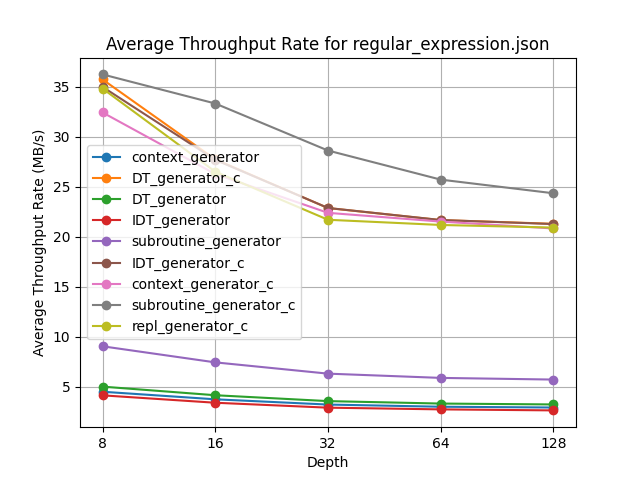 Average Throughput Rate for regular_expression.json
Average Throughput Rate (MB/s)
35
30
25
20
15
10
5
context_generator
DT_generator_c
DT_generator
IDT_generator
subroutine_generator
IDT_generator_c
context_generator_c
subroutine_generator_c
repl_generator_c
8
16
32
64
128
Depth